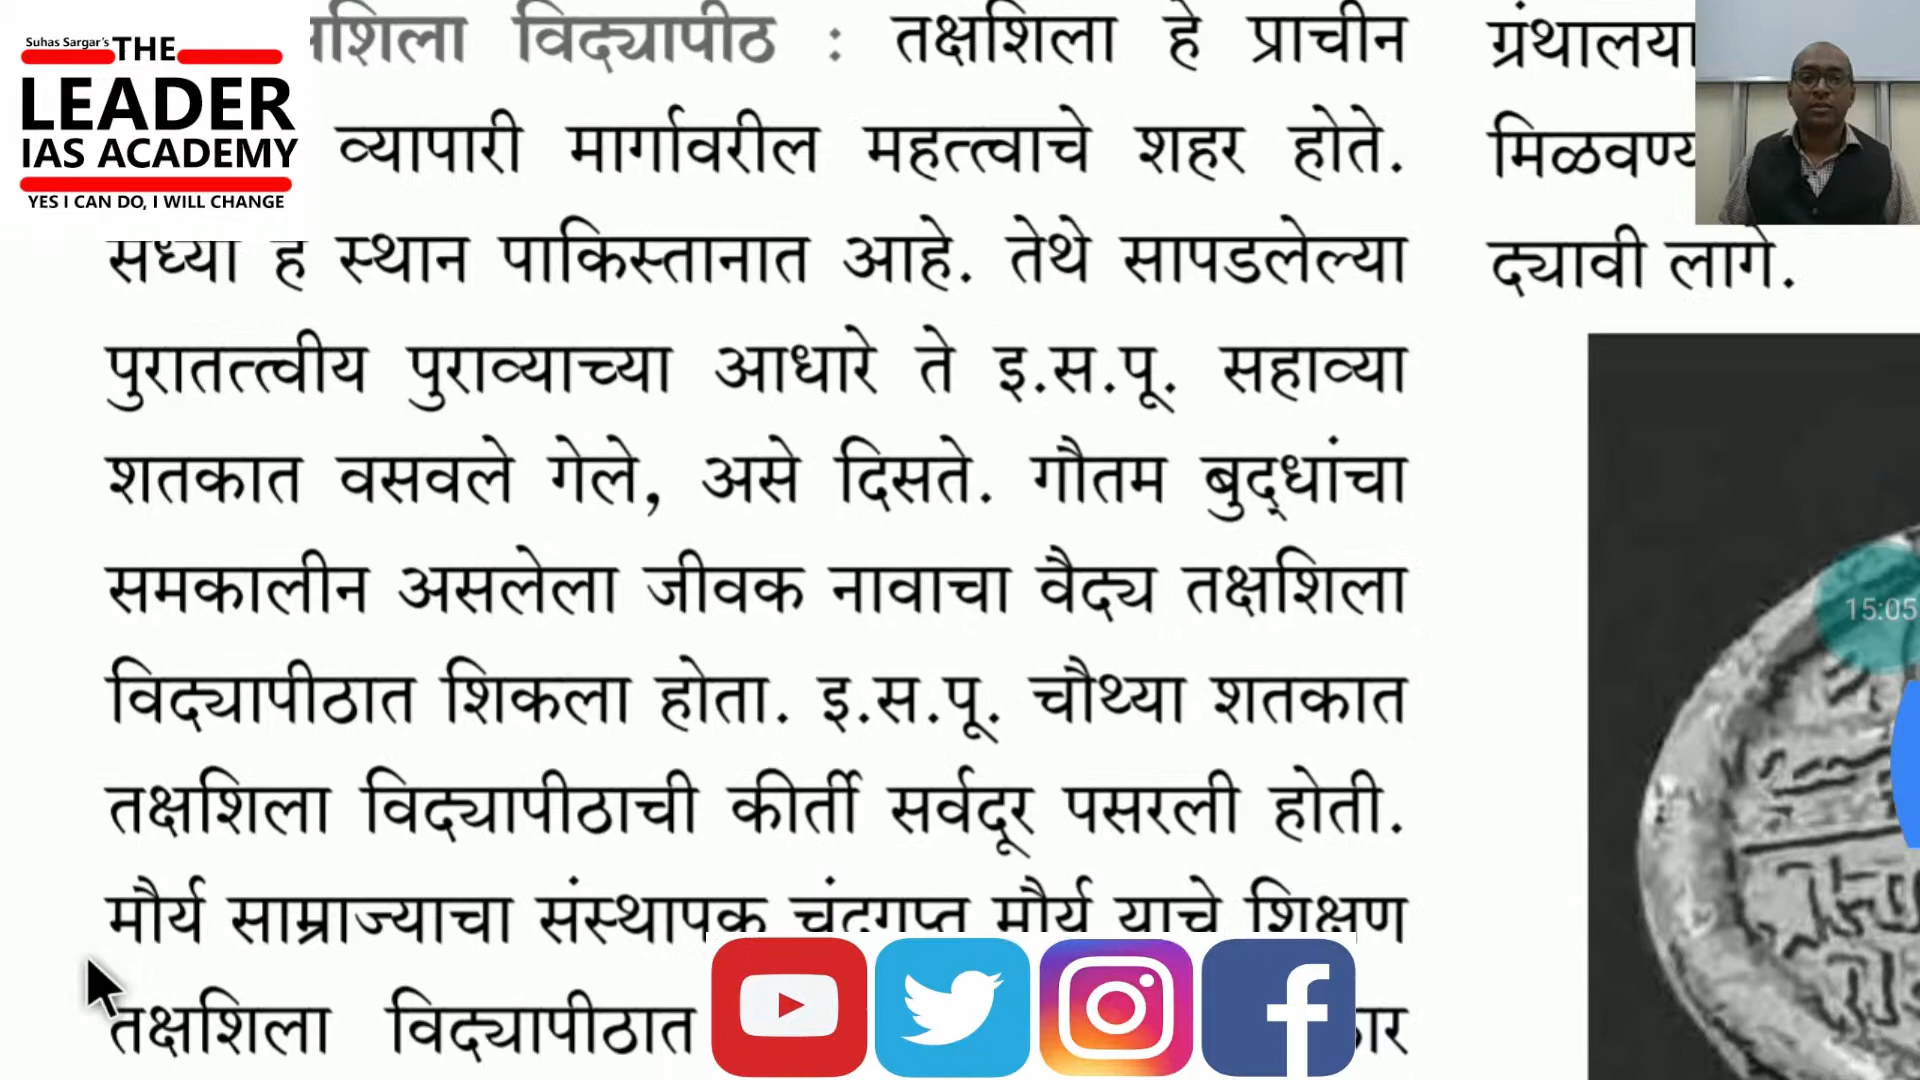 Suhas Sargar's THE
LEADER
IAS ACADEMY
YES I CAN DO, I WILL CHANGE
विद्यापीठ : तक्षशिला हे प्राचीन
व्यापारी मार्गावरील महत्त्वाचे शहर होते.
सध्या हे स्थान पाकिस्तानात आहे. तेथे सापडलेल्या
पुरातत्त्वीय पुराव्याच्या आधारे ते इ.स.पू. सहाव्या
शतकात वसवले गेले, असे दिसते. गौतम बुद्धांचा
समकालीन असलेला जीवक नावाचा वैद्य तक्षशिला
विद्यापीठात शिकला होता. इ.स.पू. चौथ्या शतकात
तक्षशिला विद्यापीठाची कीर्ती सर्वदूर पसरली होती.
मौर्य साम्राज्याचा संस्थापक चंद्रगुप्त मौर्य याचे शिक्षण
तक्षशिला विद्यापीठात
ग्रंथालया
मिळवण्य
द्यावी लागे.
15:05